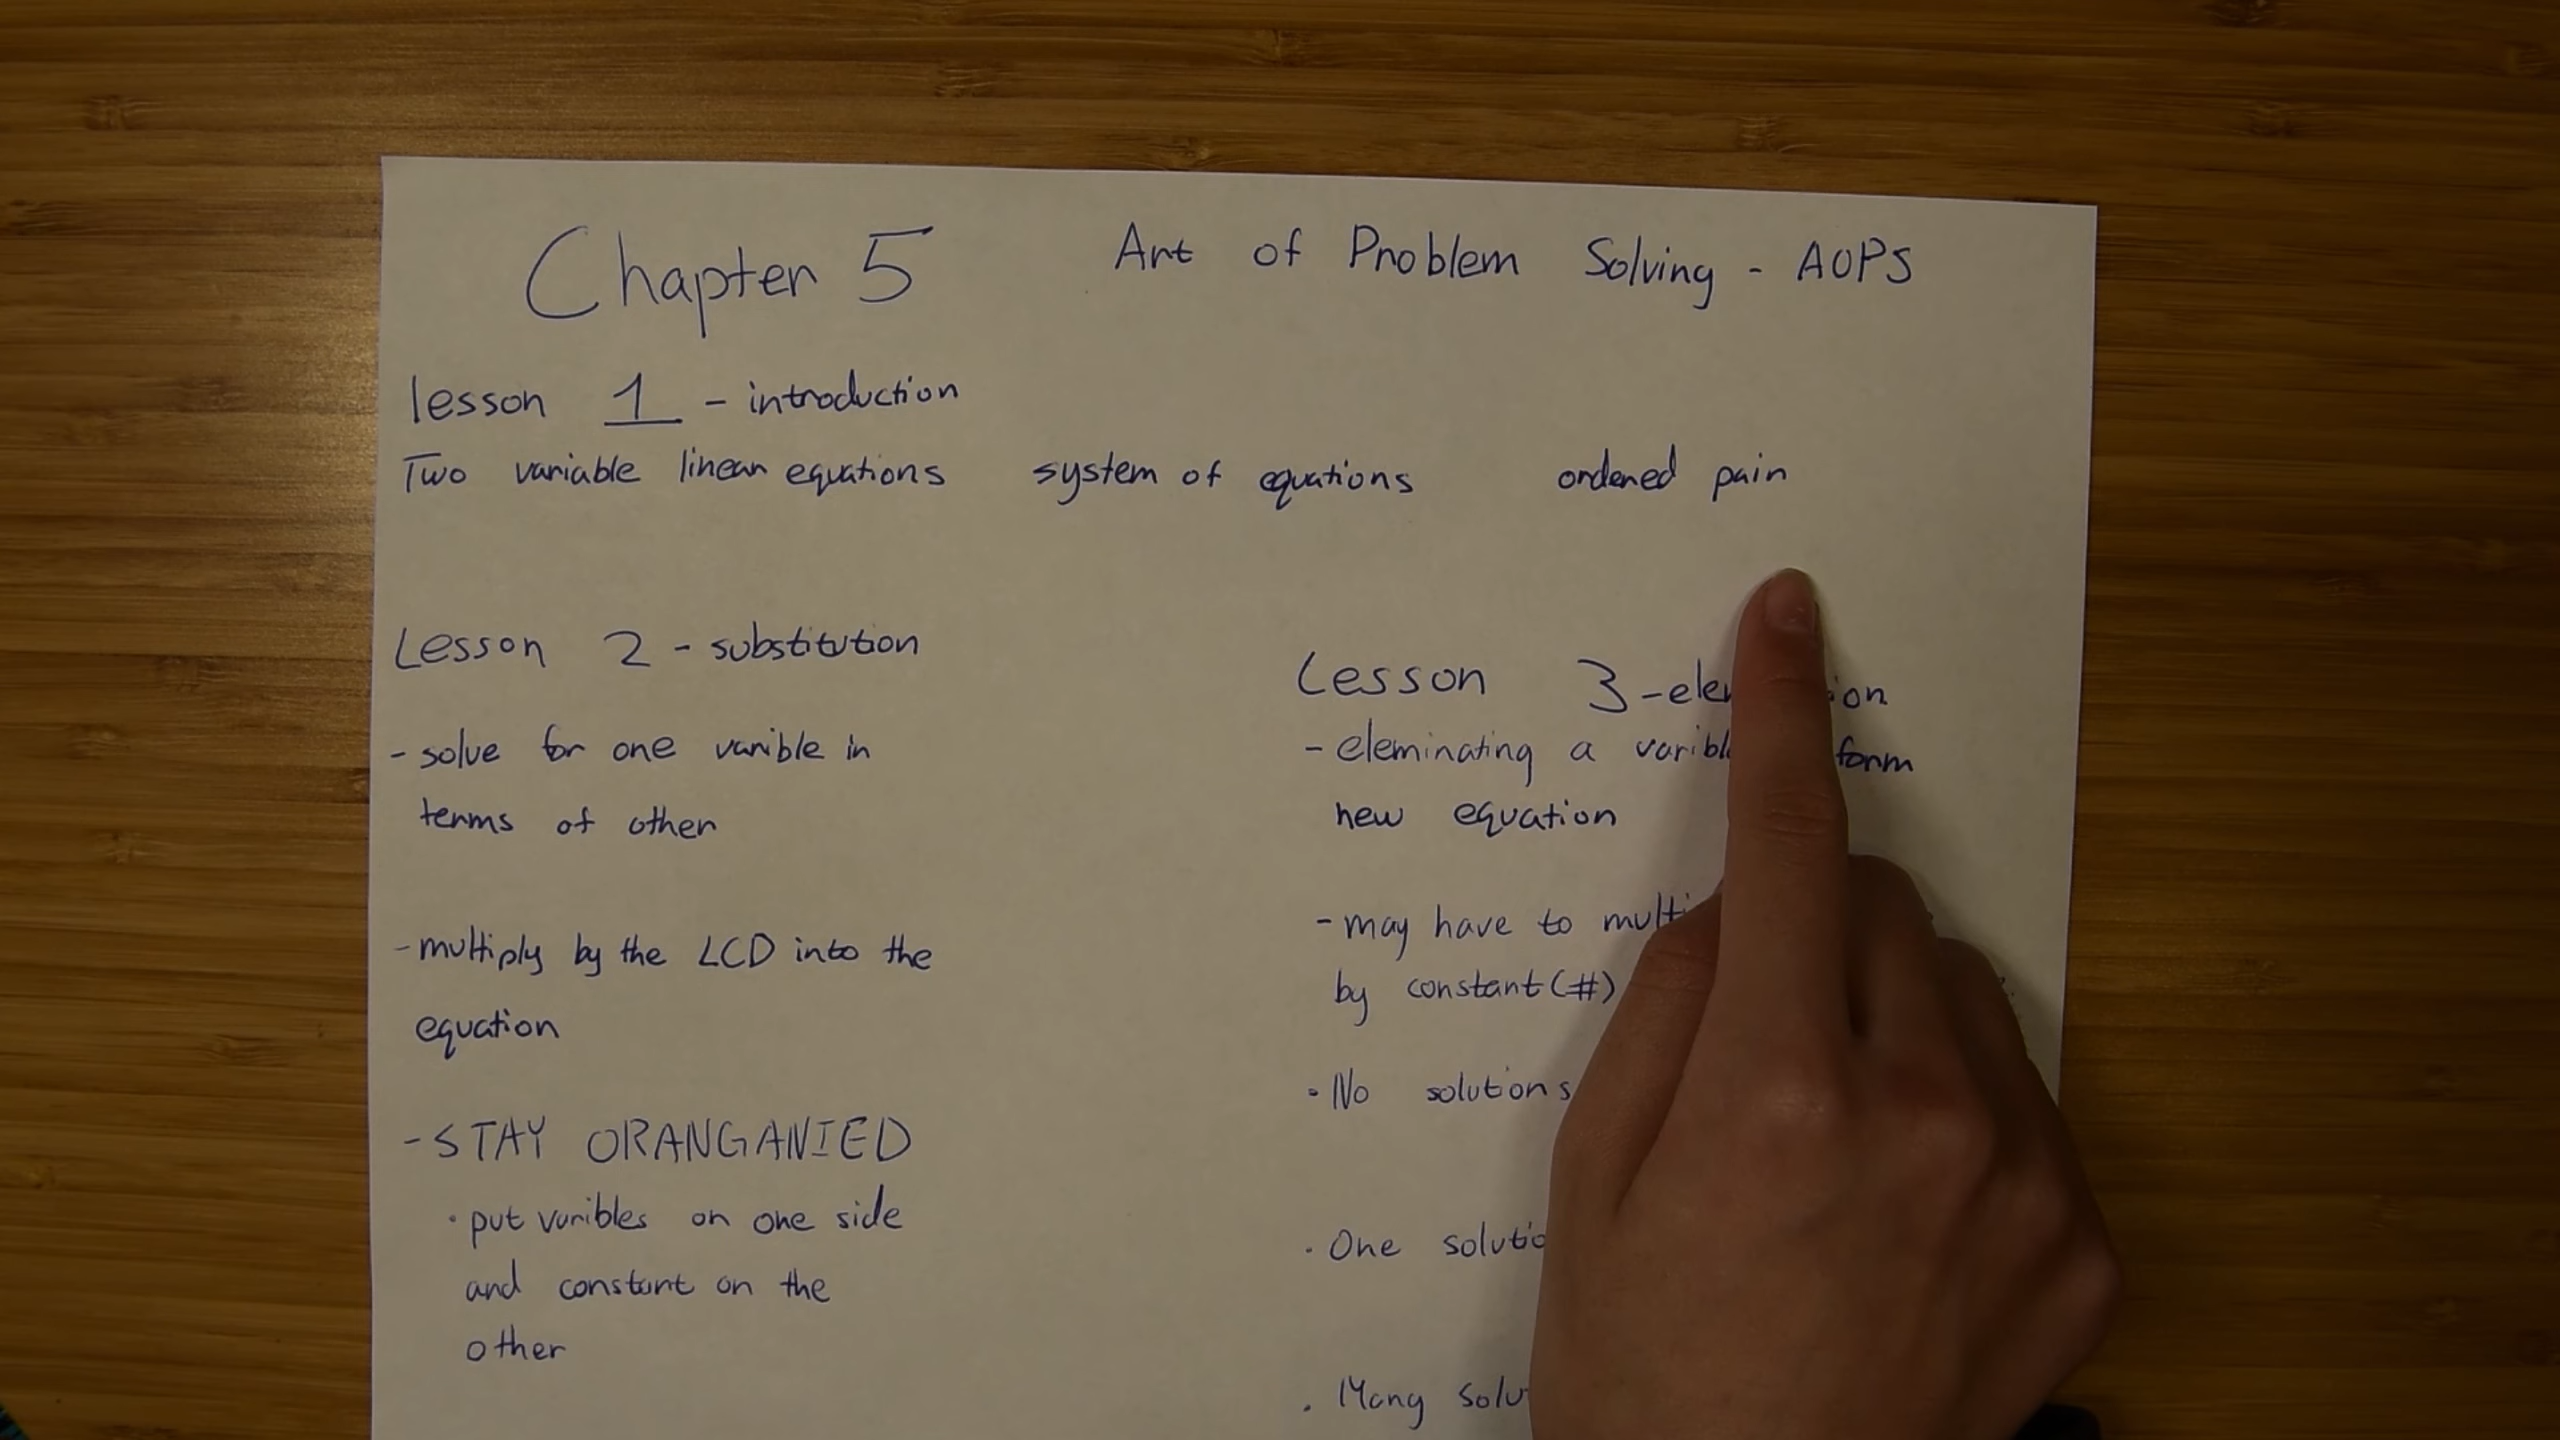 Chapter 5
Art of Problem Solving - AOPS
lesson 1 - introduction
Two variable linear equations system of equations ordered pair
Lesson 2 - substitution
- solve for one varible in
terms of other
- multiply by the LCD into the
equation
- STAY ORANGANIED
• put varibles on one side
and constant on the
other
Lesson 3 -
- eleminating a form
new equation
- may have to
by constant (#)
• No solutions
• One
• Many